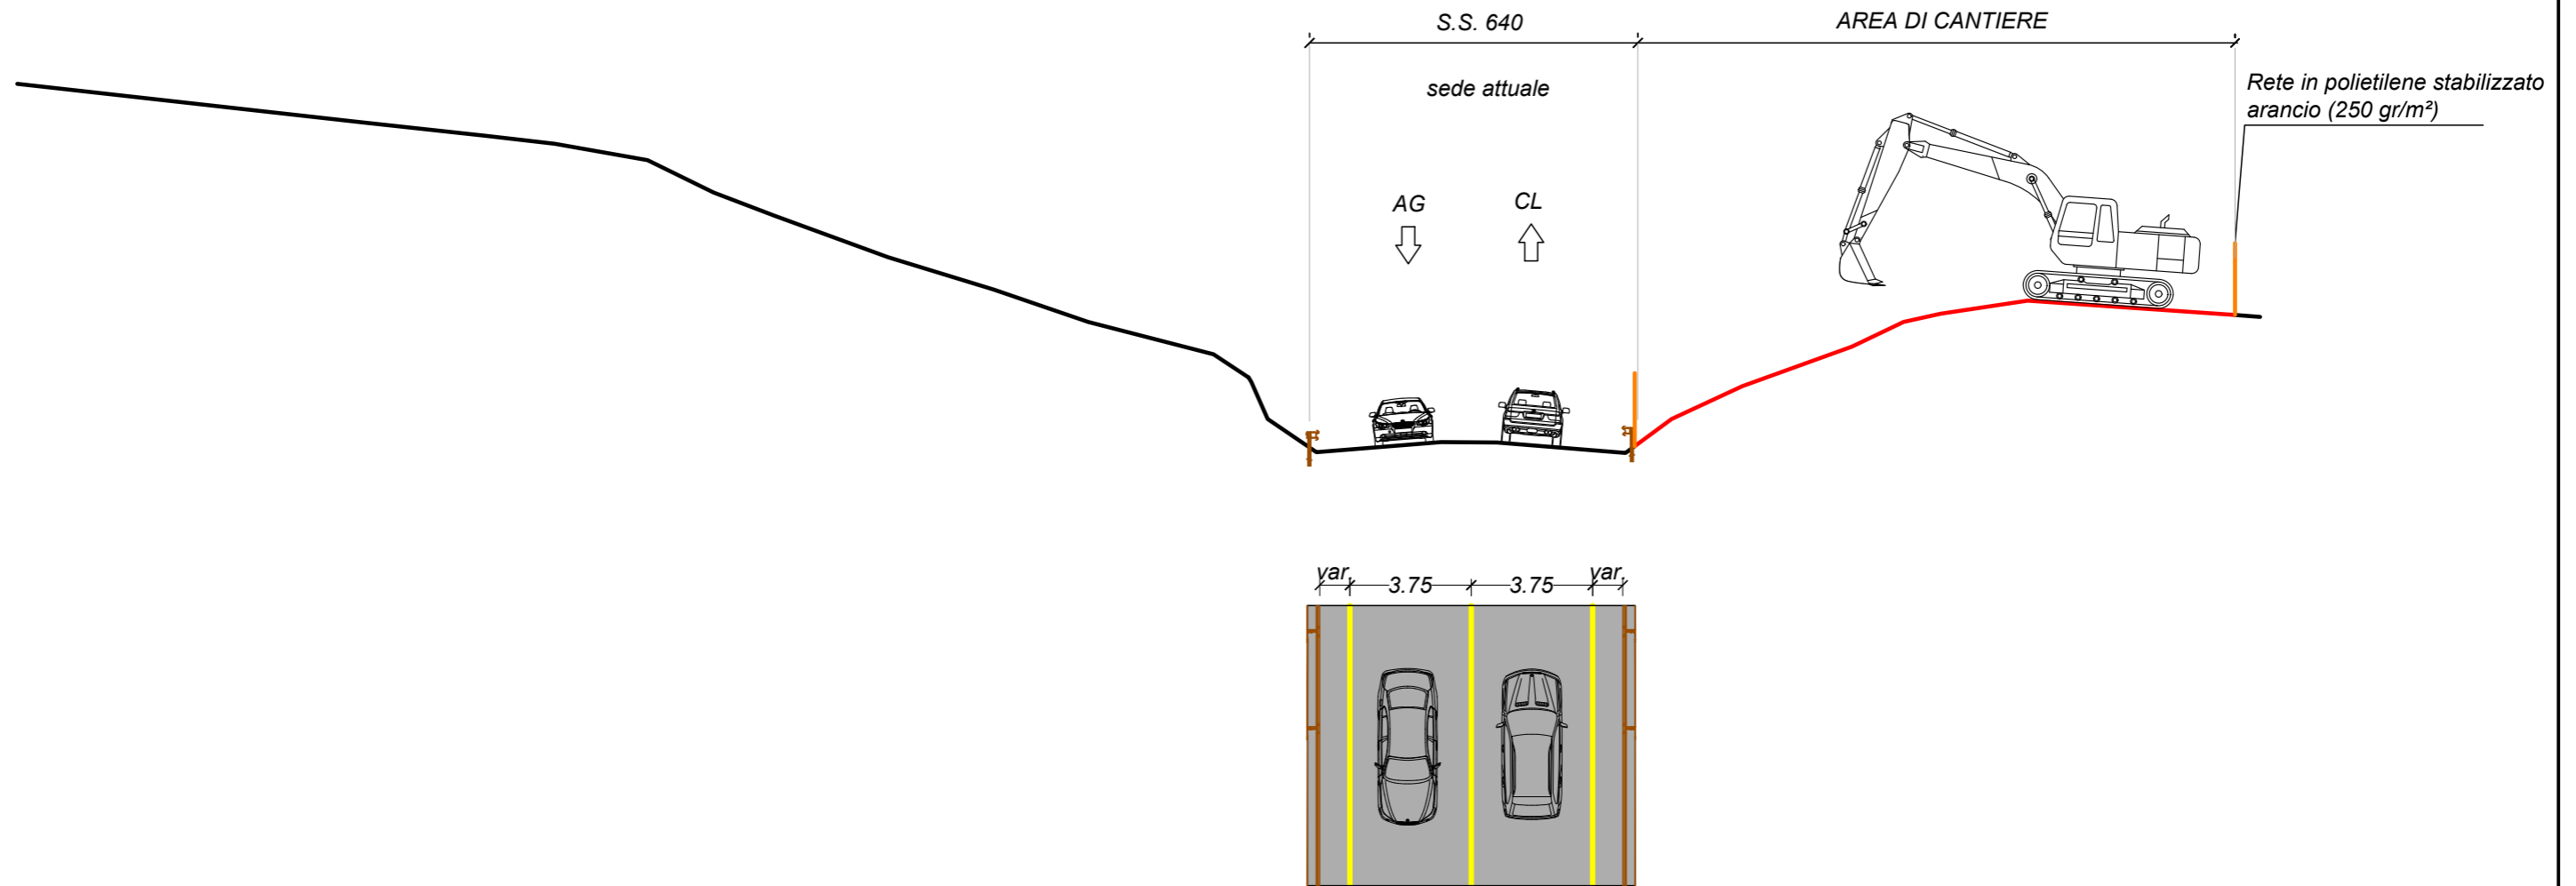 S.S. 640
AREA DI CANTIERE
sede attuale
Rete in polietilene stabilizzato
arancio (250 gr/m²)
AG
CL
var.
3.75
3.75
var.